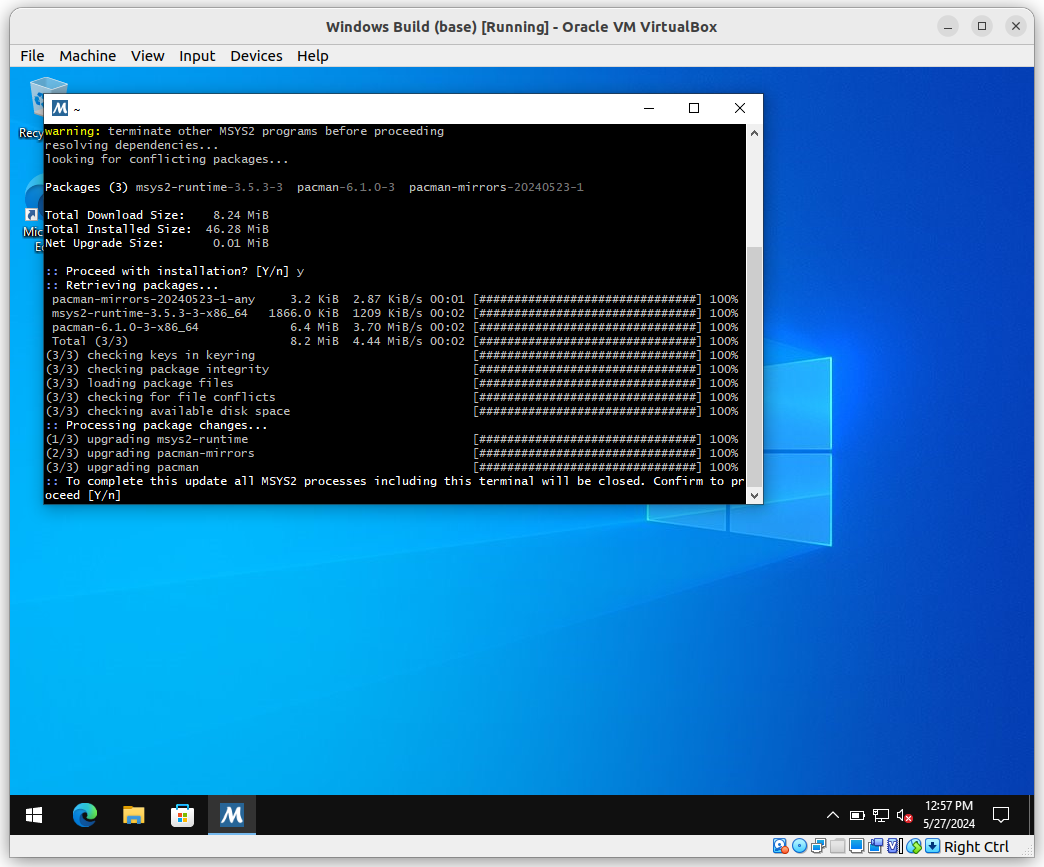 Windows Build (base) [Running] - Oracle VM VirtualBox
File Machine View Input Devices Help
~
Recy
Mic
E
warning: terminate other MSYS2 programs before proceeding
resolving dependencies...
looking for conflicting packages...
Packages (3) msys2-runtime-3.5.3-3 pacman-6.1.0-3 pacman-mirrors-20240523-1
Total Download Size: 8.24 MiB
Total Installed Size: 46.28 MiB
Net Upgrade Size: 0.01 MiB
:: Proceed with installation? [Y/n] y
:: Retrieving packages...
pacman-mirrors-20240523-1-any 3.2 KiB 2.87 KiB/s 00:01 [###############################] 100%
msys2-runtime-3.5.3-3-x86_64 1866.0 KiB 1209 KiB/s 00:02 [###############################] 100%
pacman-6.1.0-3-x86_64 6.4 MiB 3.70 MiB/s 00:02 [###############################] 100%
Total (3/3) 8.2 MiB 4.44 MiB/s 00:02 [###############################] 100%
(3/3) checking keys in keyring [###############################] 100%
(3/3) checking package integrity [###############################] 100%
(3/3) loading package files [###############################] 100%
(3/3) checking for file conflicts [###############################] 100%
(3/3) checking available disk space [###############################] 100%
:: Processing package changes...
(1/3) upgrading msys2-runtime [###############################] 100%
(2/3) upgrading pacman-mirrors [###############################] 100%
(3/3) upgrading pacman [###############################] 100%
:: To complete this update all MSYS2 processes including this terminal will be closed. Confirm to pr
oceed [Y/n]
12:57 PM
5/27/2024
Right Ctrl